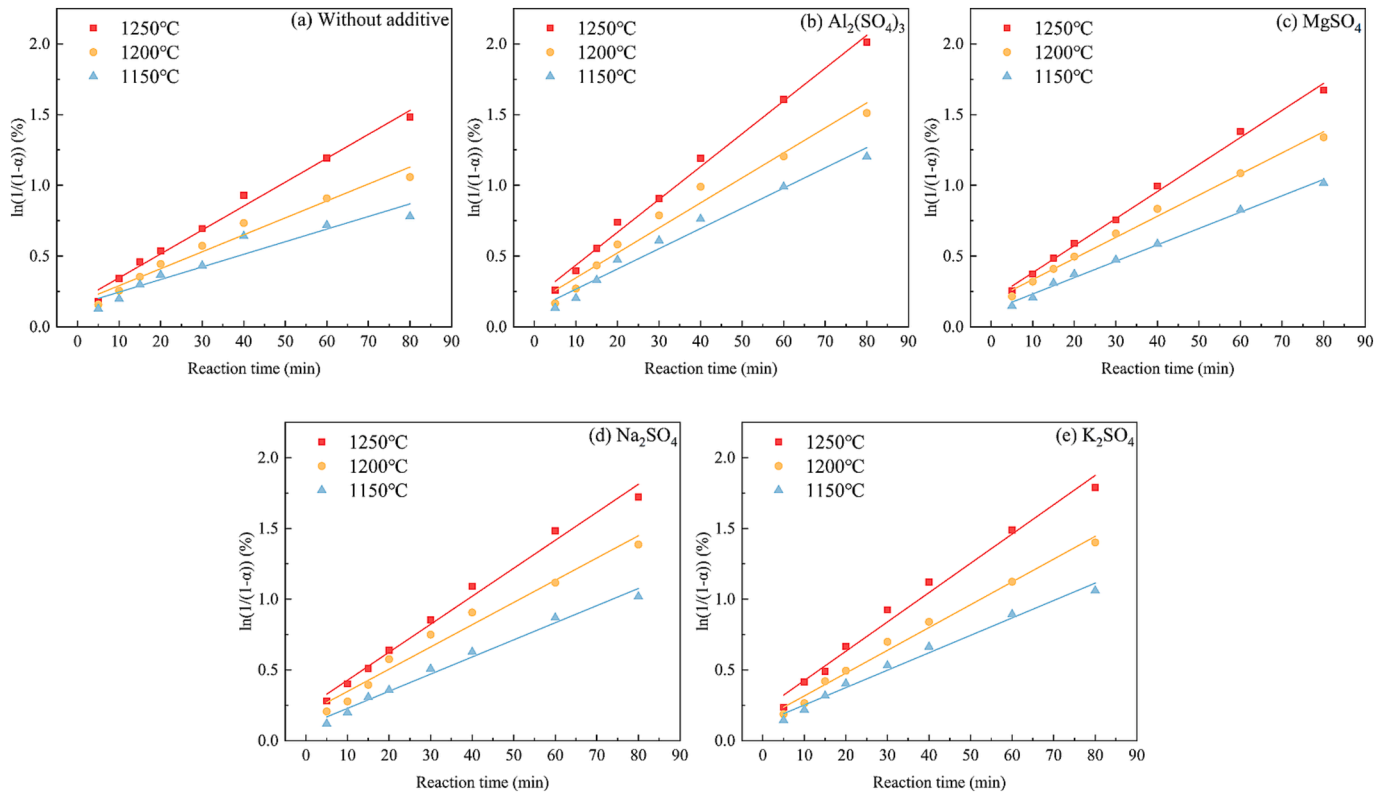 (a) Without additive
1250℃
1200℃
1150℃
ln(1/(1-α)) (%)
2.0
1.5
1.0
0.5
0.0
0 10 20 30 40 50 60 70 80 90
Reaction time (min)
(b) Al₂(SO₄)₃
1250℃
1200℃
1150℃
ln(1/(1-α)) (%)
2.0
1.5
1.0
0.5
0.0
0 10 20 30 40 50 60 70 80 90
Reaction time (min)
(c) MgSO₄
1250℃
1200℃
1150℃
ln(1/(1-α)) (%)
2.0
1.5
1.0
0.5
0.0
0 10 20 30 40 50 60 70 80 90
Reaction time (min)
(d) Na₂SO₄
1250℃
1200℃
1150℃
ln(1/(1-α)) (%)
2.0
1.5
1.0
0.5
0.0
0 10 20 30 40 50 60 70 80 90
Reaction time (min)
(e) K₂SO₄
1250℃
1200℃
1150℃
ln(1/(1-α)) (%)
2.0
1.5
1.0
0.5
0.0
0 10 20 30 40 50 60 70 80 90
Reaction time (min)